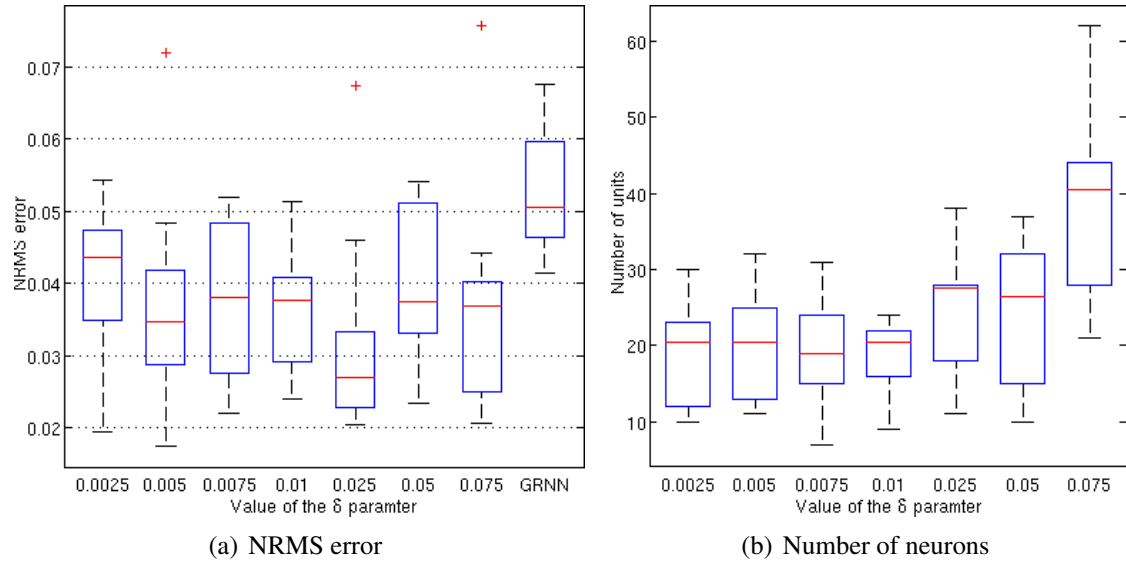 NRMS error
0.07
0.06
0.05
0.04
0.03
0.02
0.0025 0.005 0.0075 0.01 0.025 0.05 0.075 GRNN
Value of the δ paramter
(a) NRMS error
Number of units
60
50
40
30
20
10
0.0025 0.005 0.0075 0.01 0.025 0.05 0.075
Value of the δ paramter
(b) Number of neurons